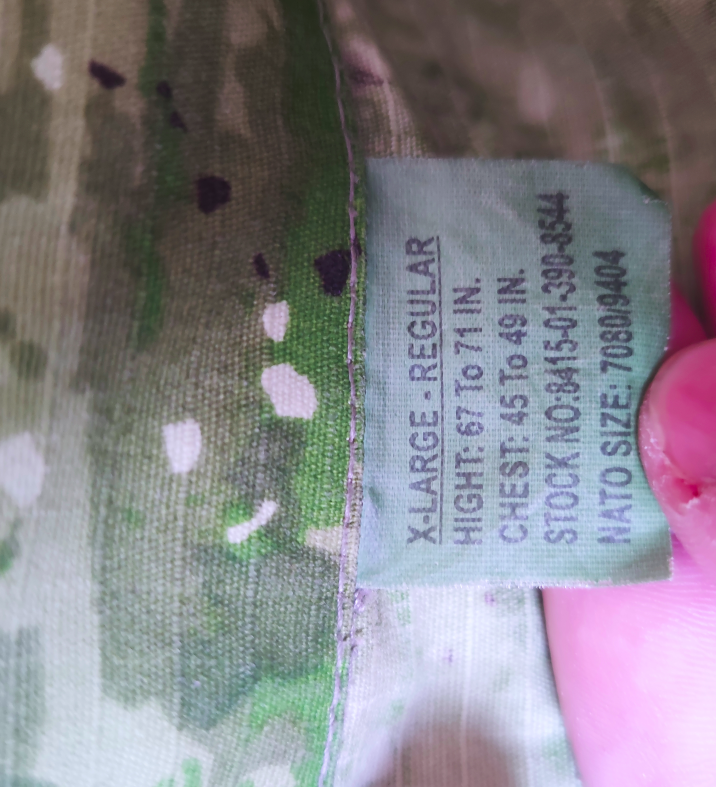 X-LARGE - REGULAR
HIGHT: 67 To 71 IN.
CHEST: 45 To 49 IN.
STOCK NO:8415-01-390-8544
NATO SIZE: 7080/9404